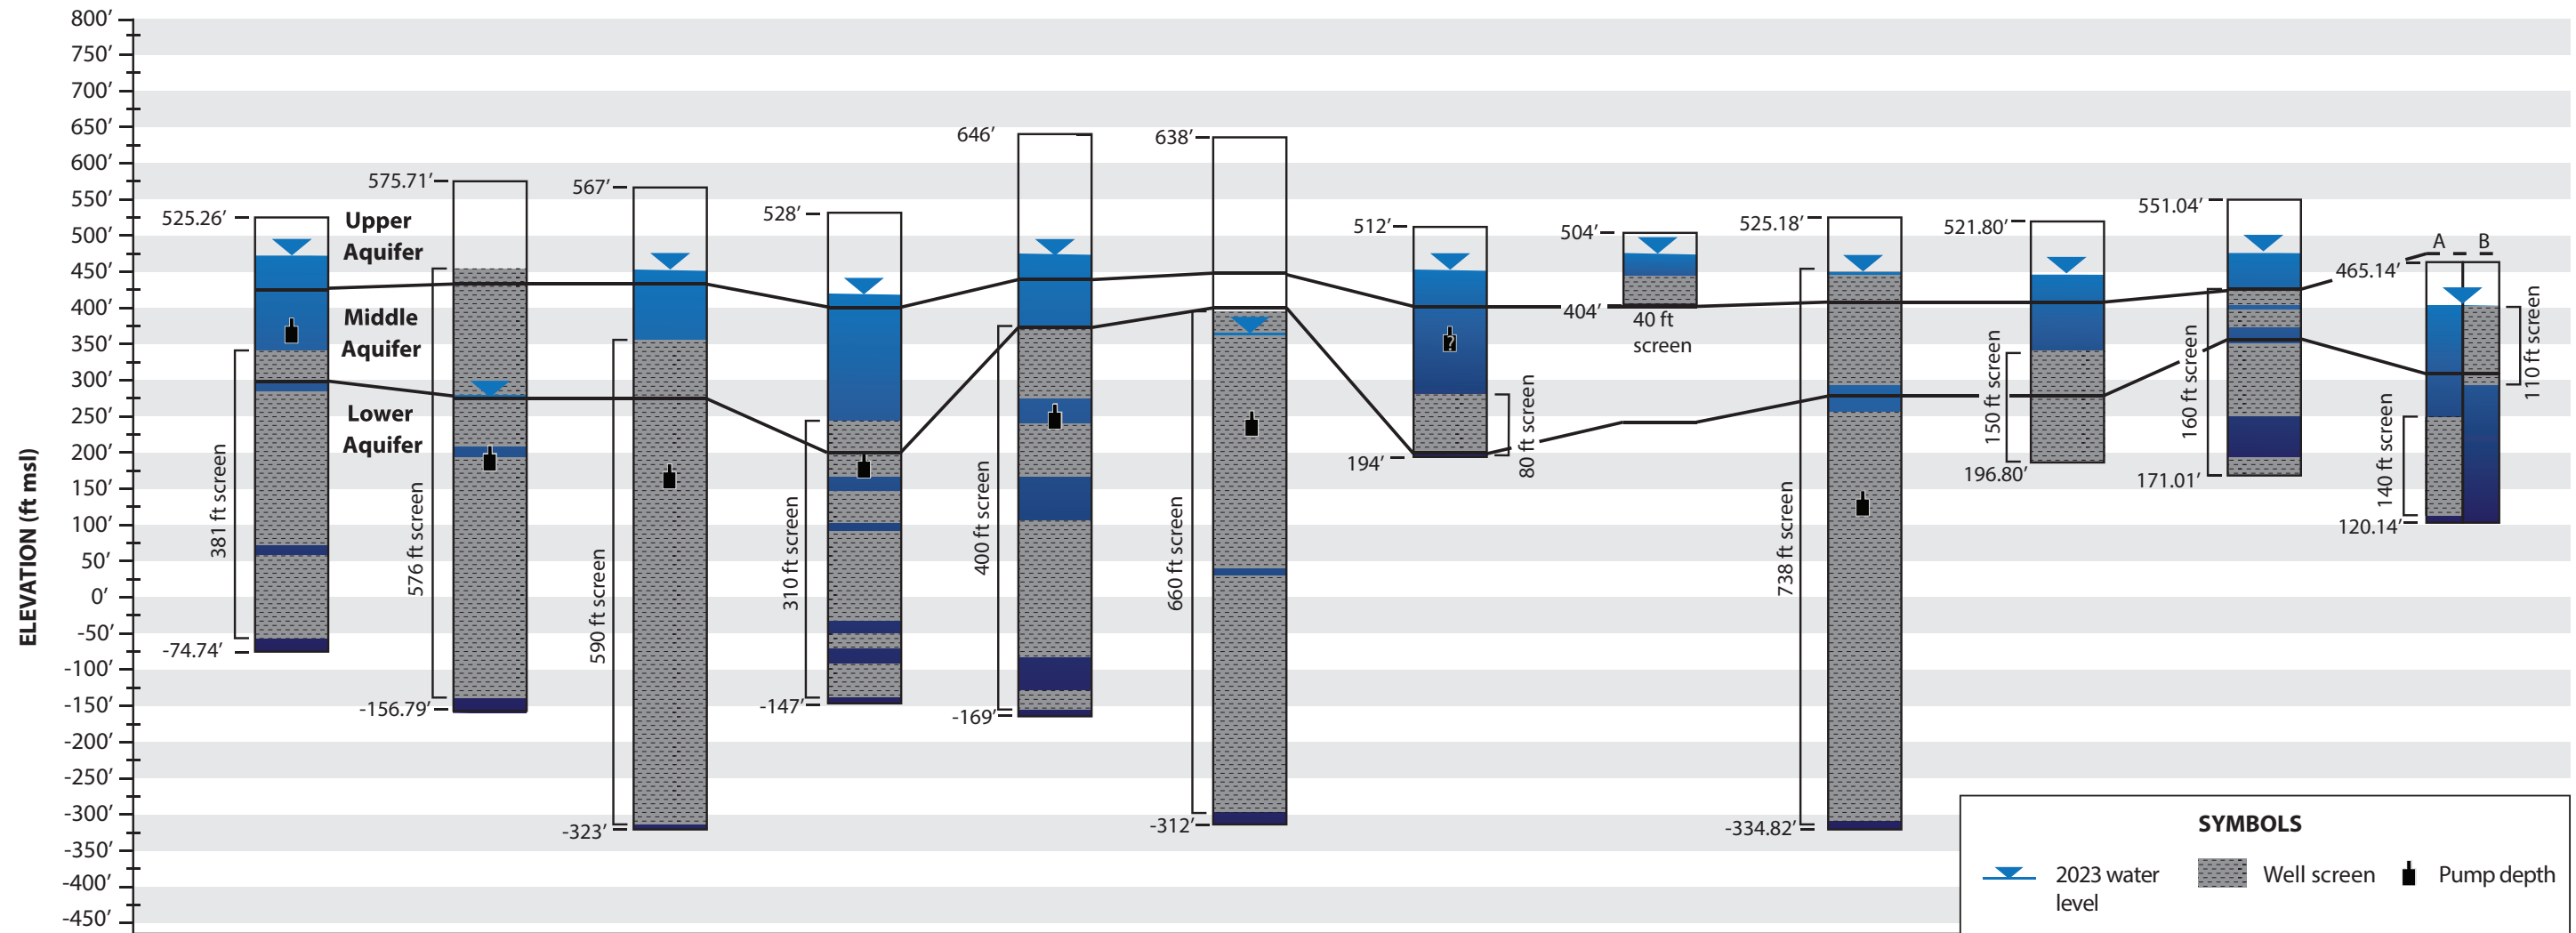 800’
750’
700’
650’
600’
550’
500’
450’
400’
350’
300’
250’
200’
150’
100’
50’
0’
-50’
-100’
-150’
-200’
-250’
-300’
-350’
-400’
-450’
ELEVATION (ft msl)
525.26’
381 ft screen
-74.74’
Upper
Aquifer
Middle
Aquifer
Lower
Aquifer
575.71’
576 ft screen
-156.79’
567’
590 ft screen
-323’
528’
310 ft screen
-147’
646’
400 ft screen
-169’
638’
660 ft screen
-312’
512’
?
80 ft screen
194’
504’
404’
40 ft
screen
525.18’
738 ft screen
-334.82’
521.80’
150 ft screen
196.80’
551.04’
160 ft screen
171.01’
A B
465.14’
110 ft screen
140 ft screen
120.14’
SYMBOLS
2023 water
level
Well screen
Pump depth